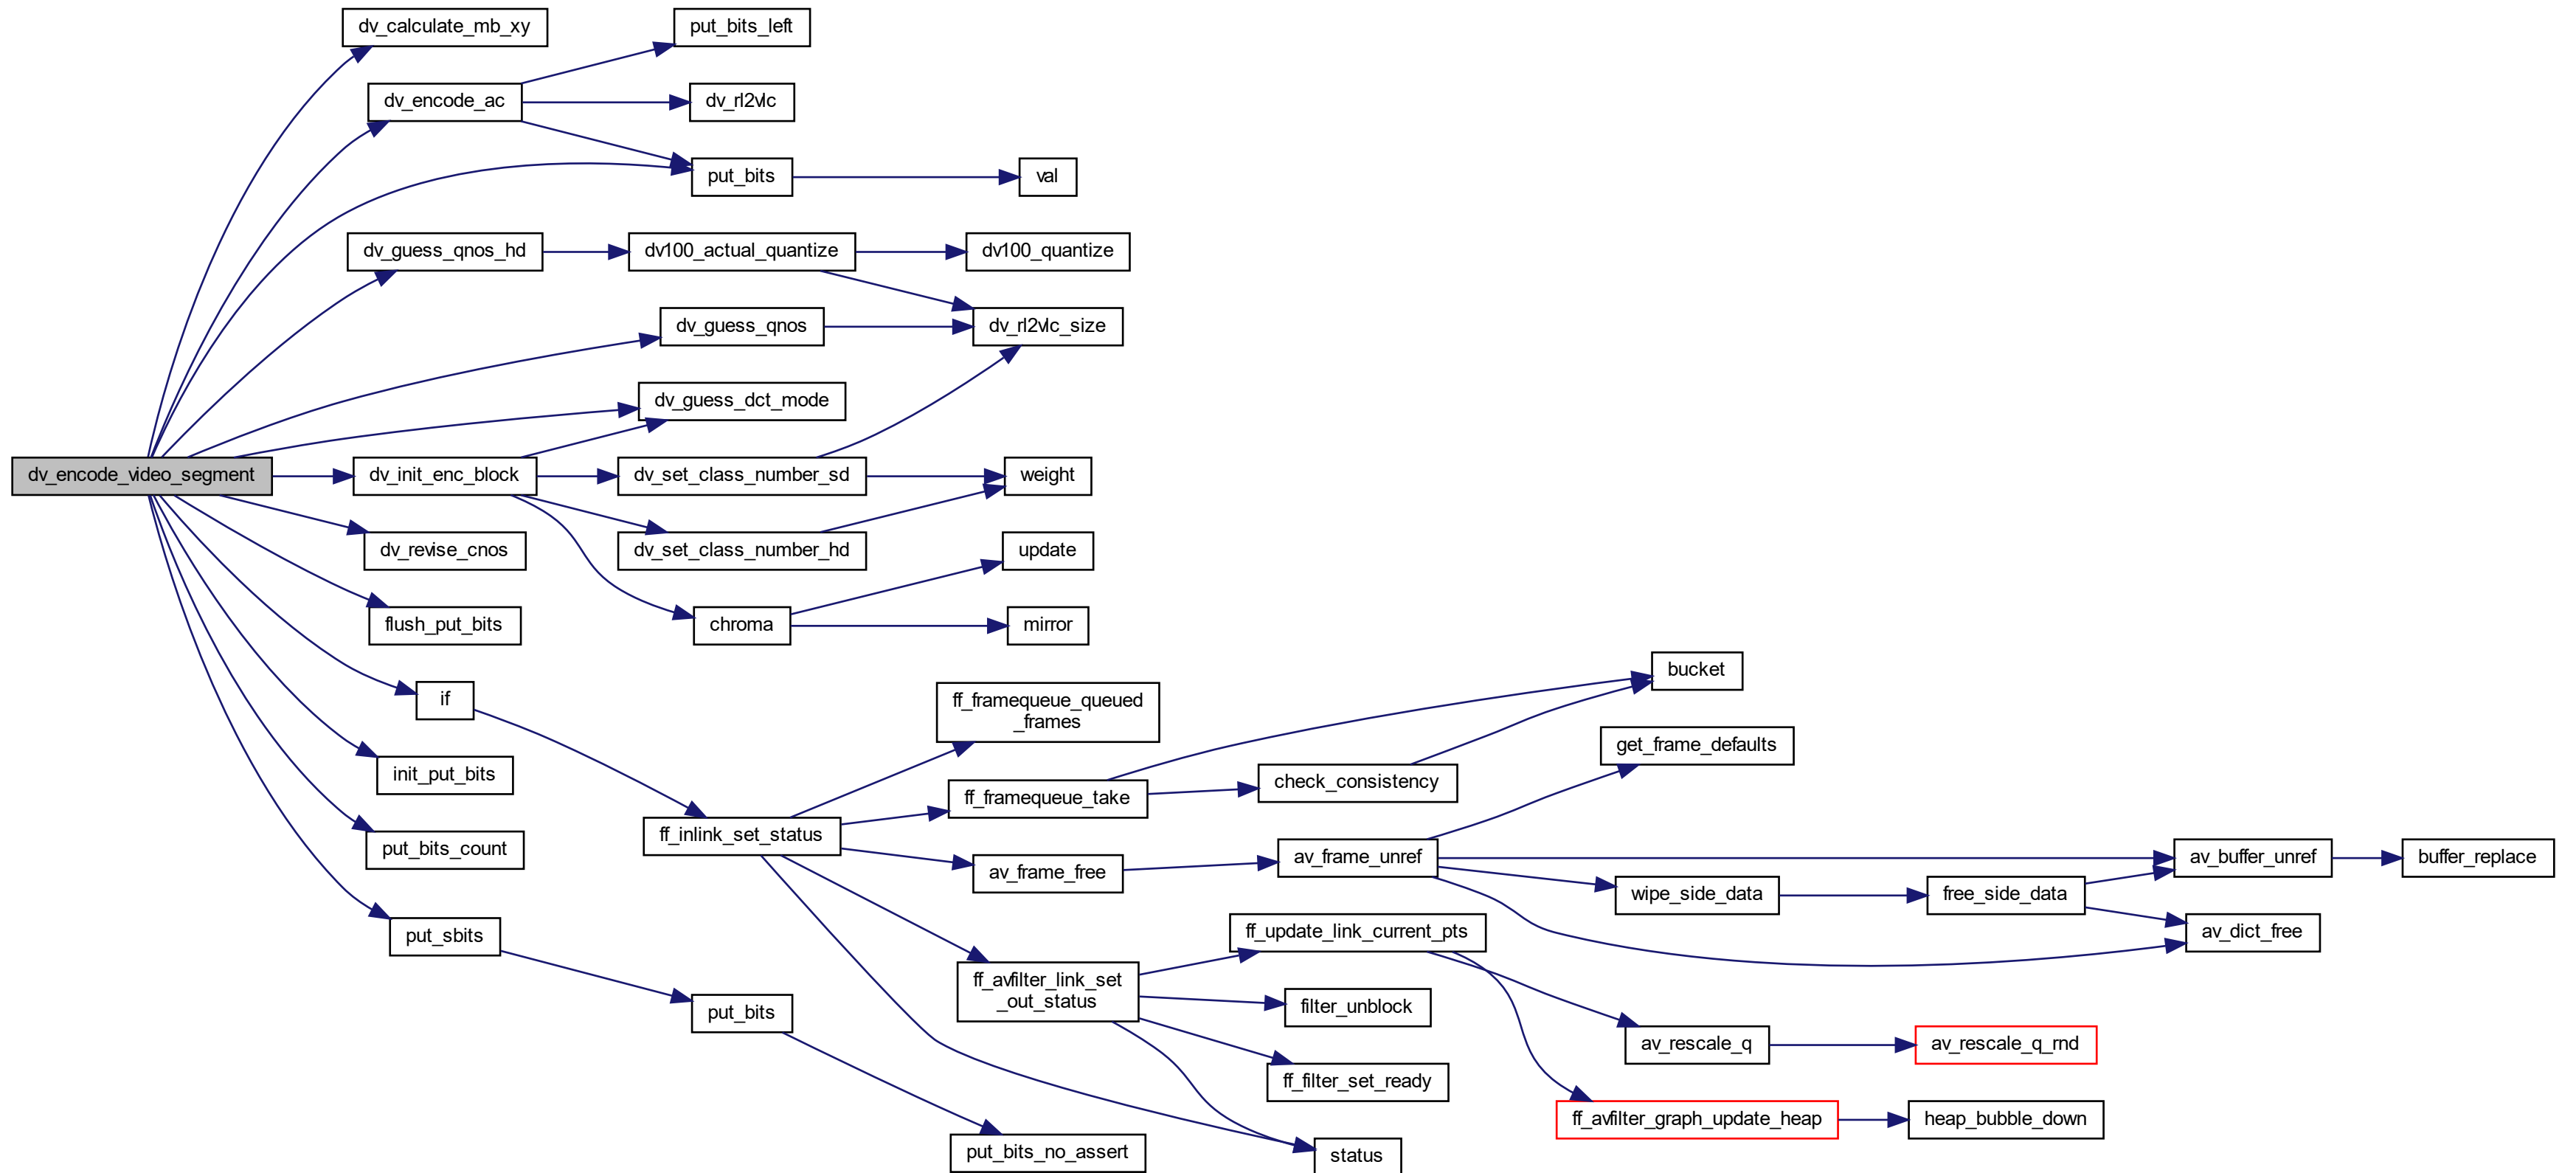 dv_calculate_mb_xy
put_bits_left
dv_encode_ac
dv_rl2vlc
put_bits
val
dv_guess_qnos_hd
dv100_actual_quantize
dv100_quantize
dv_guess_qnos
dv_rl2vlc_size
dv_guess_dct_mode
dv_encode_video_segment
dv_init_enc_block
dv_set_class_number_sd
weight
dv_revise_cnos
dv_set_class_number_hd
update
flush_put_bits
chroma
mirror
if
ff_framequeue_queued
_frames
bucket
get_frame_defaults
init_put_bits
ff_framequeue_take
check_consistency
ff_inlink_set_status
put_bits_count
av_frame_free
av_frame_unref
av_buffer_unref
buffer_replace
wipe_side_data
free_side_data
put_sbits
ff_update_link_current_pts
av_dict_free
ff_avfilter_link_set
_out_status
filter_unblock
put_bits
av_rescale_q
av_rescale_q_rnd
ff_filter_set_ready
ff_avfilter_graph_update_heap
heap_bubble_down
put_bits_no_assert
status